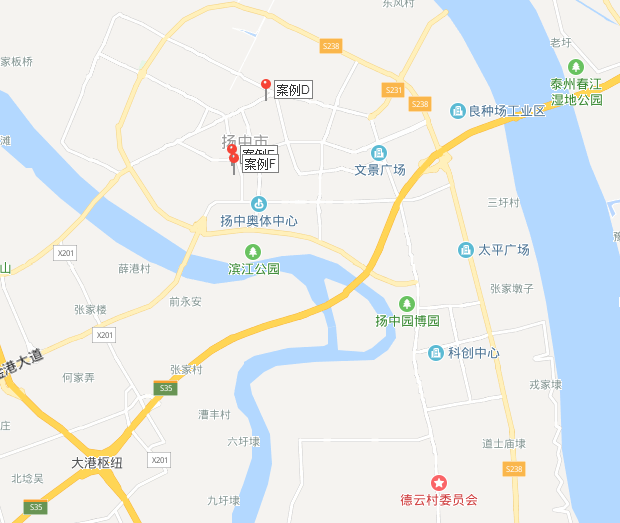 东风村
S238
老圩
家板桥
泰州春江
湿地公园
案例D
S231
S238
良种场工业区
滩
扬中市
案例F
文景广场
三圩村
扬中奥体中心
X201
太平广场
山
薛港村
滨江公园
张家墩子
前永安
张家楼
扬中园博园
X201
科创中心
港大道
张家村
何家弄
S35
戎家埭
漕丰村
庄
六圩埭
道士庙埭
大港枢纽
X201
S238
北埝吴
九圩埭
德云村委员会
S35